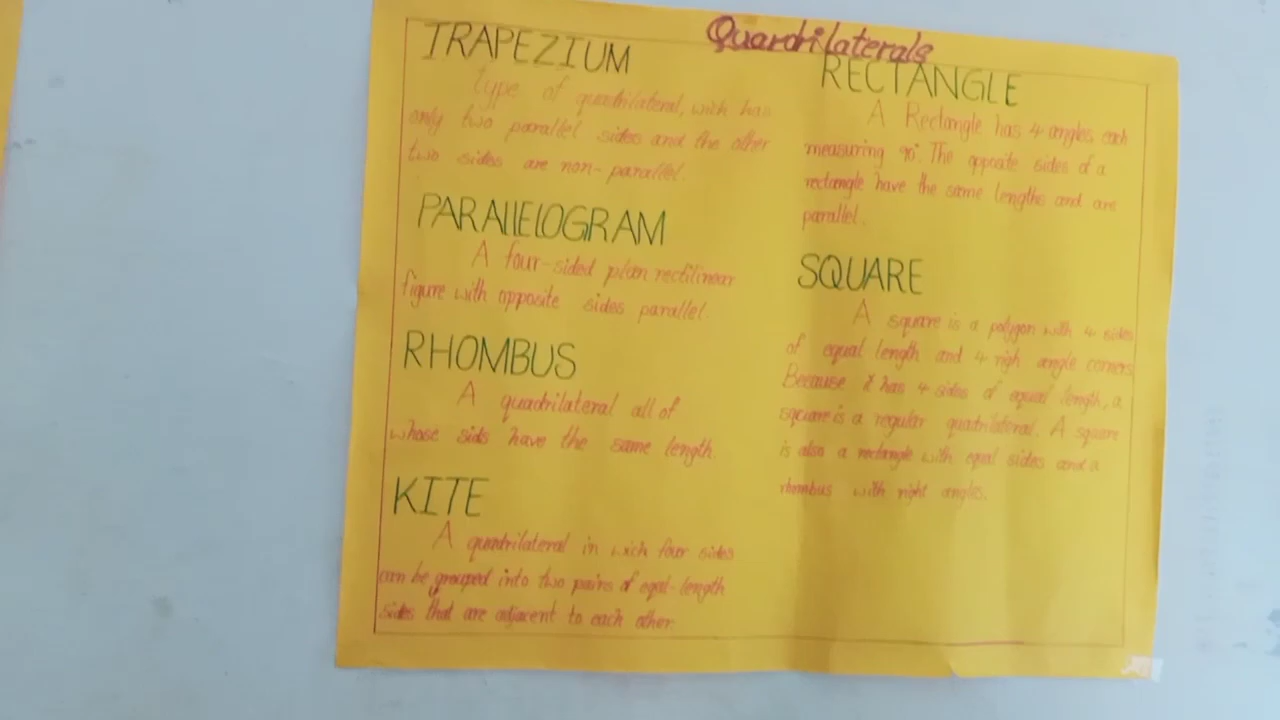 Quardrilaterals
TRAPEZIUM
type of quadrilateral, wich has
only two parallel sides and the other
two sides are non-parallel.
PARALLELOGRAM
A four-sided plan rectilinear
figure with opposite sides parallel.
RHOMBUS
A quadrilateral all of
whose sids have the same length.
KITE
A quadrilateral in wich four sides
can be grouped into two pairs of eqal-length
sides that are adjacent to each other.
RECTANGLE
A Rectangle has 4 angles, each
measuring 90°. The opposite sides of a
rectangle have the same lengths and are
parallel.
SQUARE
A square is a polygon with 4 sides
of equal length and 4 righ angle corners.
Because it has 4 sides of equal length, a
square is a regular quadrilateral. A square
is also a rectangle with equal sides and a
rhombus with right angles.